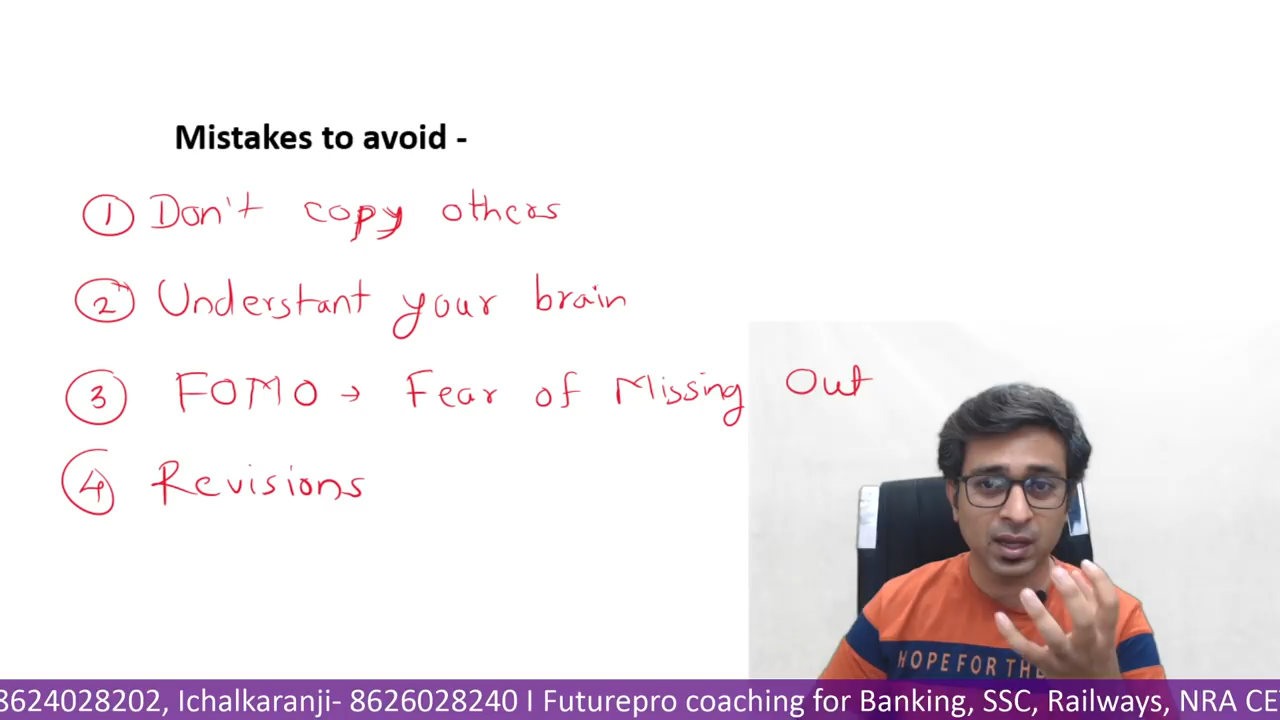 Mistakes to avoid -
1 Don't copy others
2 Understant your brain
3 FOMO → Fear of Missing Out
4 Revisions
HOPE FOR THE
8624028202, Ichalkaranji- 8626028240 I Futurepro coaching for Banking, SSC, Railways, NRA CE